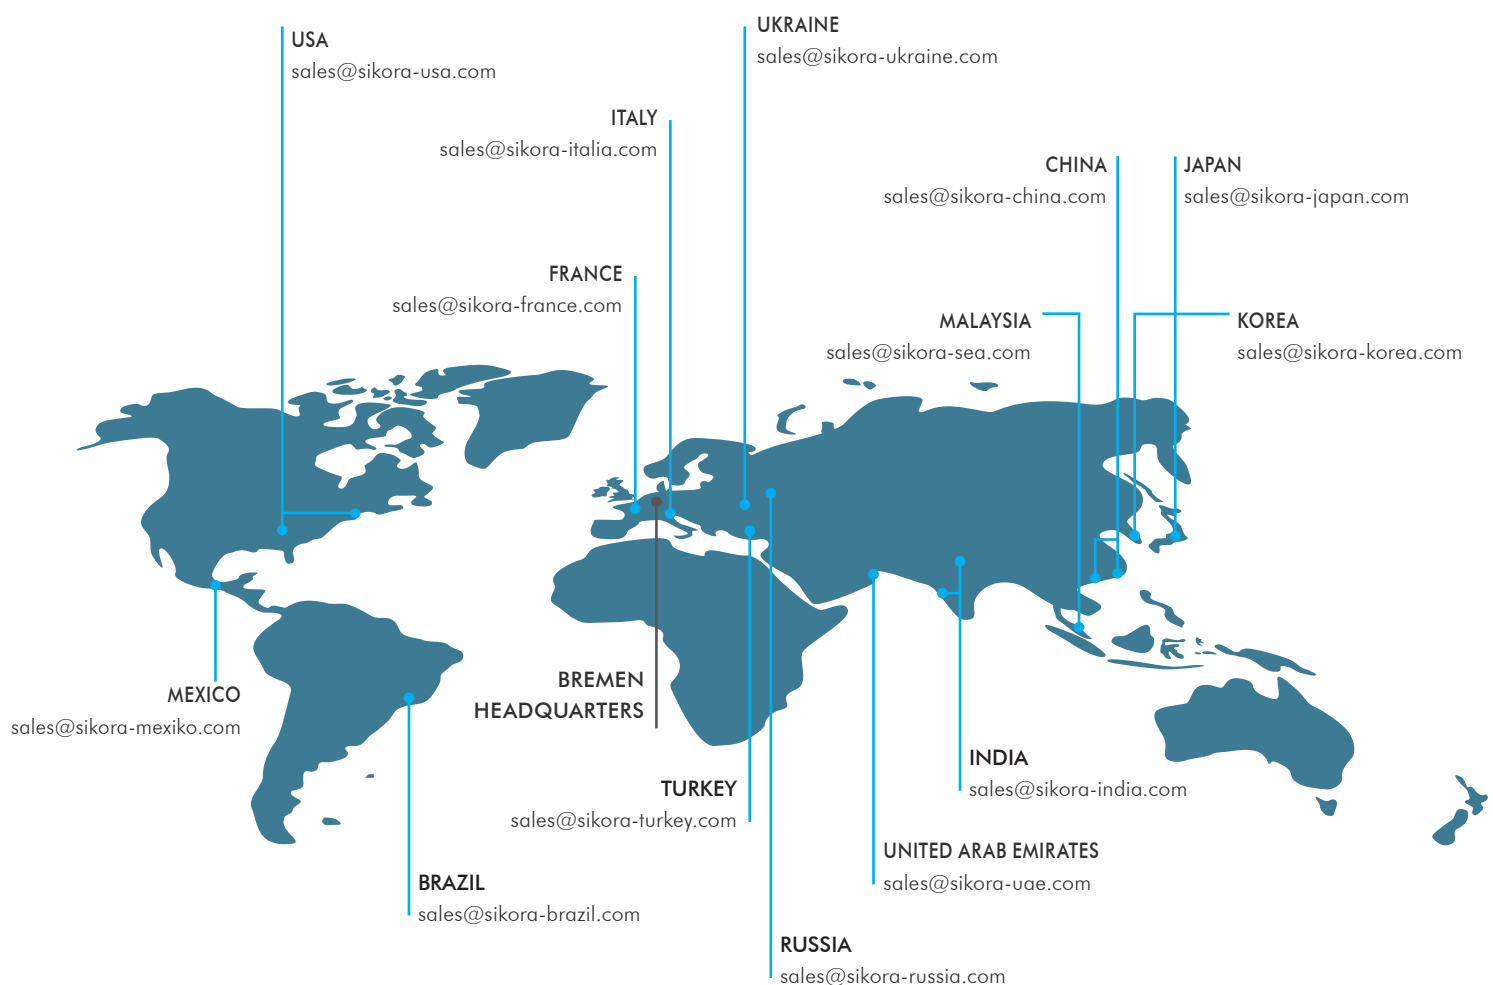 UKRAINE
sales@sikora-ukraine.com
USA
sales@sikora-usa.com
ITALY
sales@sikora-italia.com
CHINA
sales@sikora-china.com
JAPAN
sales@sikora-japan.com
FRANCE
sales@sikora-france.com
MALAYSIA
sales@sikora-sea.com
KOREA
sales@sikora-korea.com
MEXICO
sales@sikora-mexiko.com
BREMEN
HEADQUARTERS
TURKEY
sales@sikora-turkey.com
INDIA
sales@sikora-india.com
UNITED ARAB EMIRATES
sales@sikora-uae.com
BRAZIL
sales@sikora-brazil.com
RUSSIA
sales@sikora-russia.com